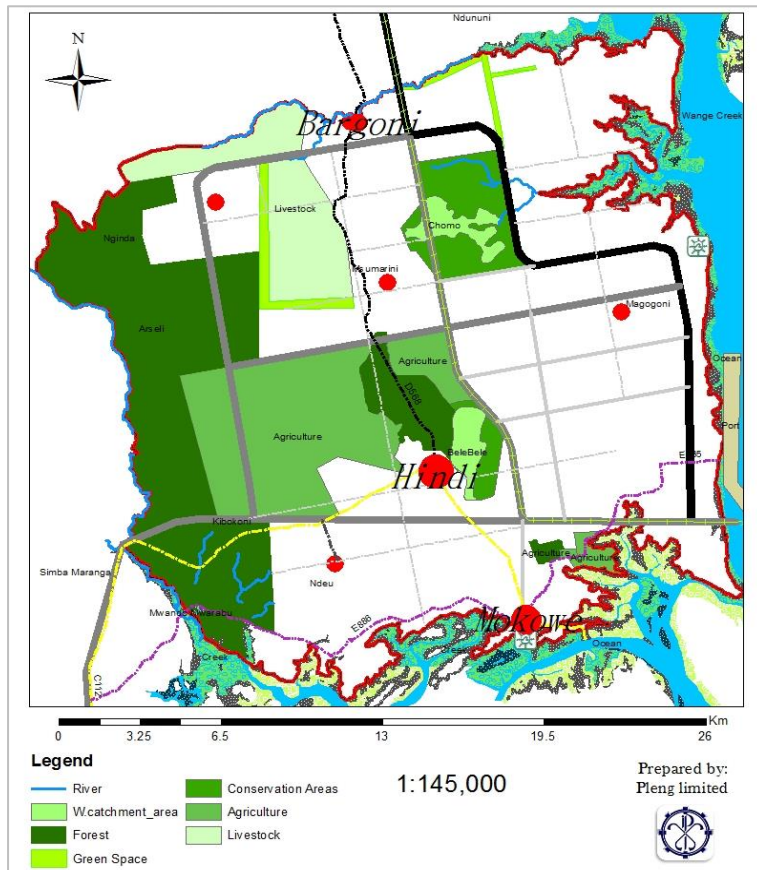 Ndununi
N
Bargoni
Wange Creek
Livestock
Chomo
Nginda
Magogoni
Arseli
Ocean
Agriculture
D568
Port
Agriculture
BeleBele
Hindi
Kibokoni
Agriculture
Agriculture
Simba Maranga
Ndeu
Mwando Mwarabu
E886
Mokowe
Ocean
Creek
Creek
C112
Km
0 3.25 6.5 13 19.5 26
Legend
River
W.catchment_area
Forest
Green Space
Conservation Areas
Agriculture
Livestock
1:145,000
Prepared by:
Pleng limited